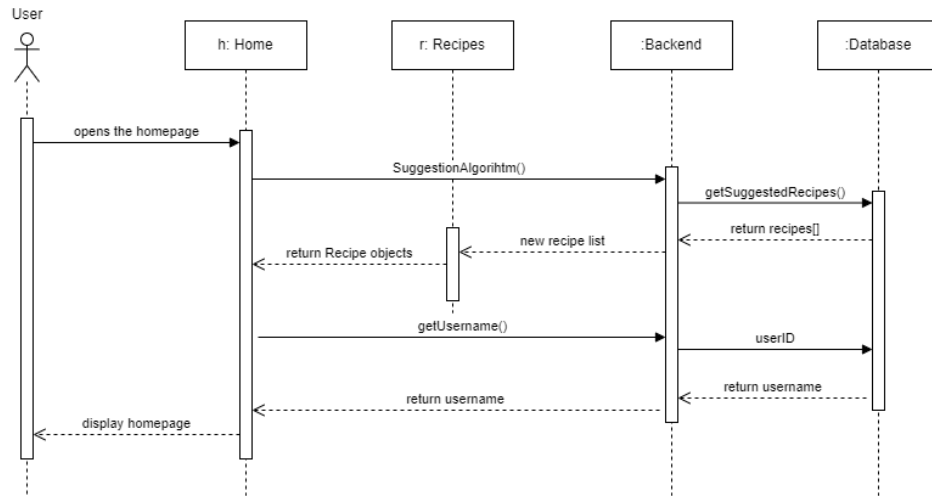 User
h: Home
r: Recipes
:Backend
:Database
opens the homepage
SuggestionAlgorihtm()
getSuggestedRecipes()
return recipes[]
new recipe list
return Recipe objects
getUsername()
userID
return username
return username
display homepage